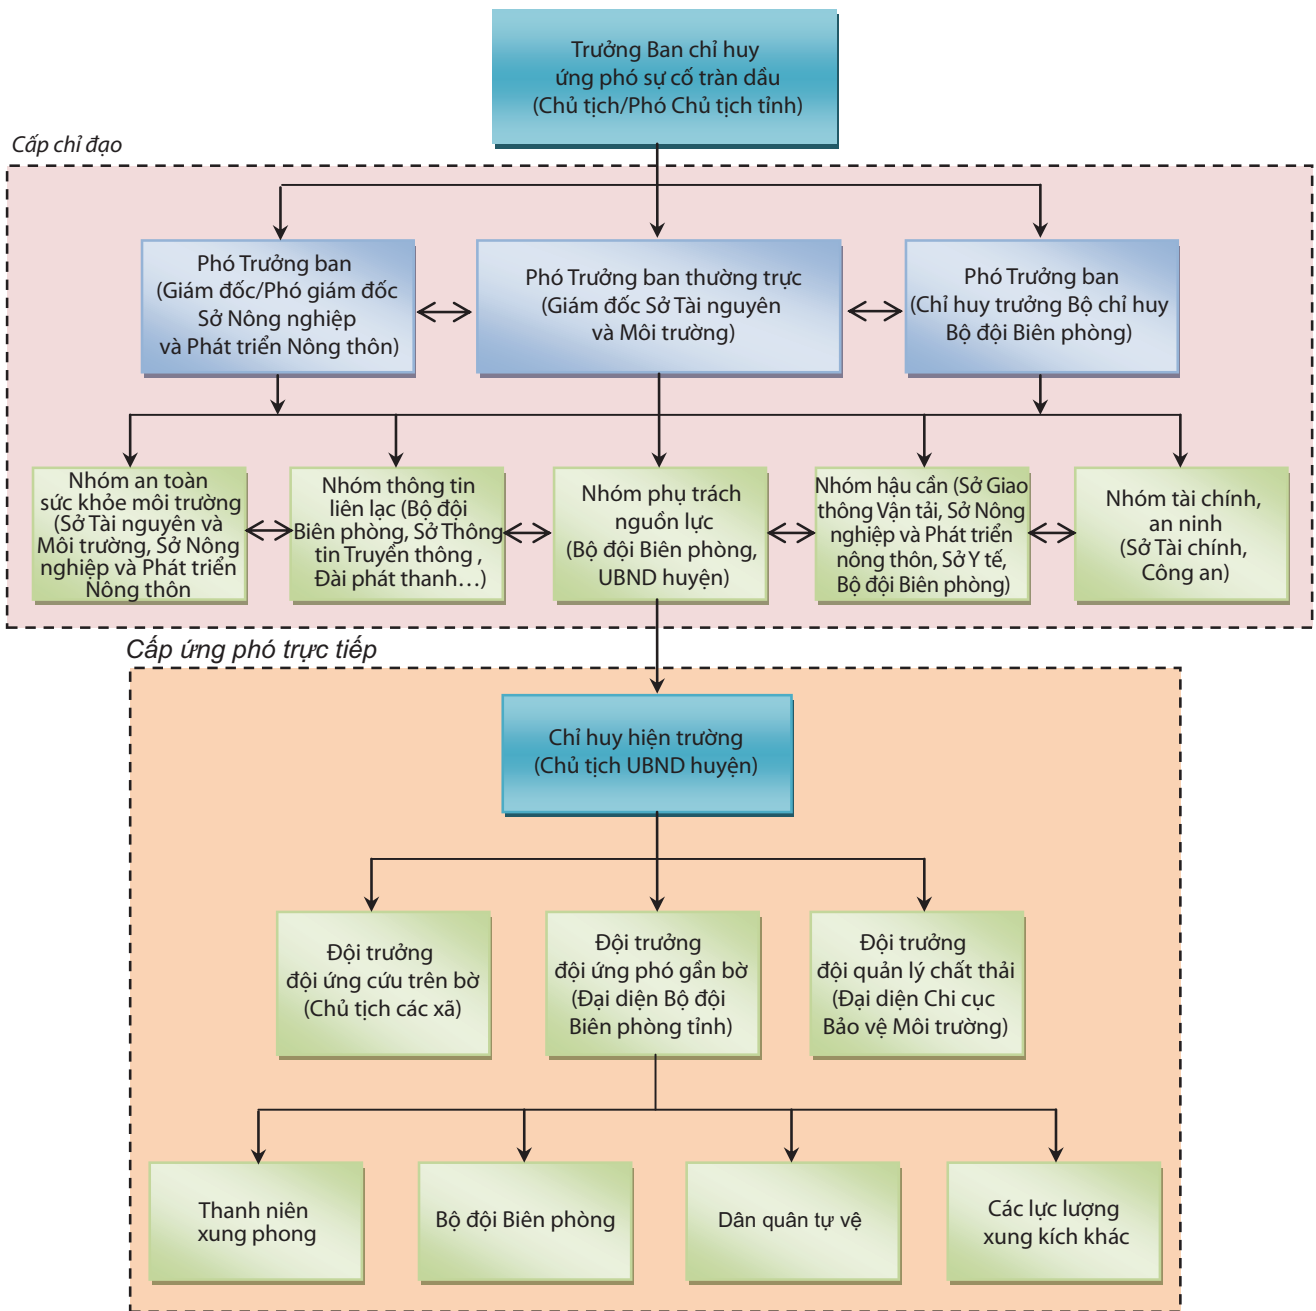 Trưởng Ban chỉ huy
ứng phó sự cố tràn dầu
(Chủ tịch/Phó Chủ tịch tỉnh)
Cấp chỉ đạo
Phó Trưởng ban
(Giám đốc/Phó giám đốc
Sở Nông nghiệp
và Phát triển Nông thôn)
Phó Trưởng ban thường trực
(Giám đốc Sở Tài nguyên
và Môi trường)
Phó Trưởng ban
(Chỉ huy trưởng Bộ chỉ huy
Bộ đội Biên phòng)
Nhóm an toàn
sức khỏe môi trường
(Sở Tài nguyên và
Môi trường, Sở Nông
nghiệp và Phát triển
Nông thôn
Nhóm thông tin
liên lạc (Bộ đội
Biên phòng, Sở Thông
tin Truyền thông ,
Đài phát thanh…)
Nhóm phụ trách
nguồn lực
(Bộ đội Biên phòng,
UBND huyện)
Nhóm hậu cần (Sở Giao
thông Vận tải, Sở Nông
nghiệp và Phát triển
nông thôn, Sở Y tế,
Bộ đội Biên phòng)
Nhóm tài chính,
an ninh
(Sở Tài chính,
Công an)
Cấp ứng phó trực tiếp
Chỉ huy hiện trường
(Chủ tịch UBND huyện)
Đội trưởng
đội ứng cứu trên bờ
(Chủ tịch các xã)
Đội trưởng
đội ứng phó gần bờ
(Đại diện Bộ đội
Biên phòng tỉnh)
Đội trưởng
đội quản lý chất thải
(Đại diện Chi cục
Bảo vệ Môi trường)
Thanh niên
xung phong
Bộ đội Biên phòng
Dân quân tự vệ
Các lực lượng
xung kích khác